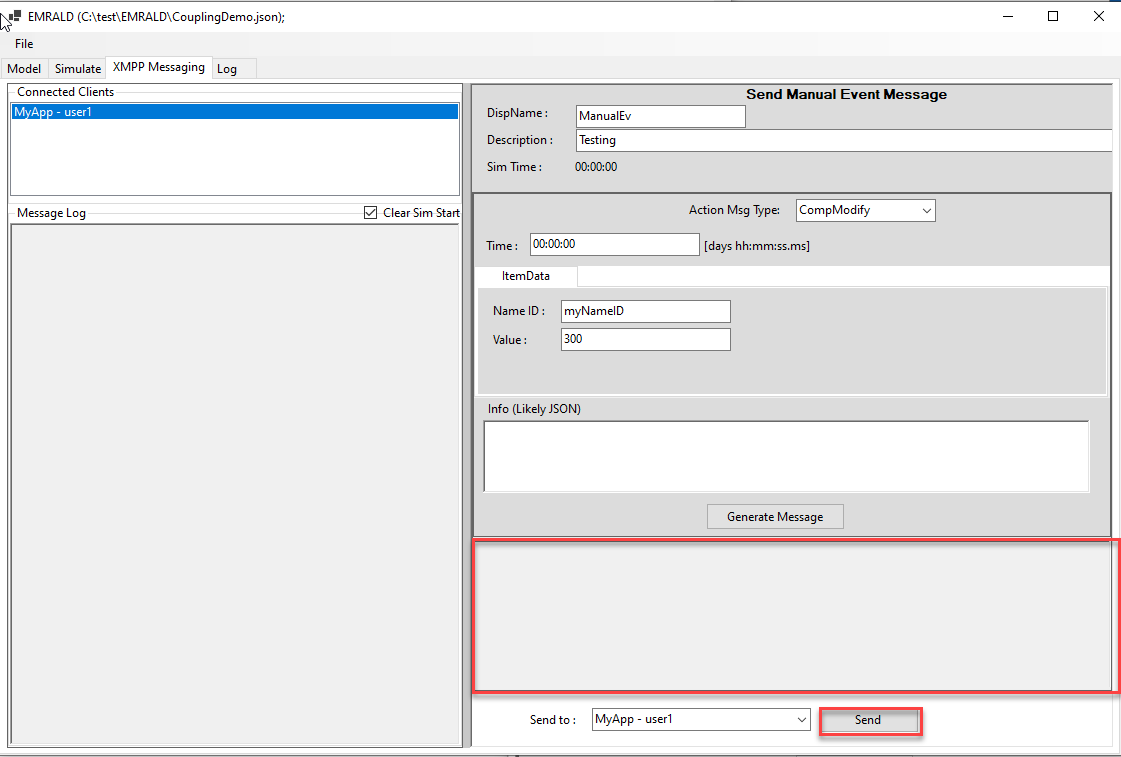 EMRALD (C:\test\EMRALD\CouplingDemo.json);
File
Model Simulate XMPP Messaging Log
Connected Clients
MyApp - user1
Message Log
Clear Sim Start
Send Manual Event Message
DispName : ManualEv
Description : Testing
Sim Time : 00:00:00
Action Msg Type: CompModify
Time : 00:00:00 [days hh:mm:ss.ms]
ItemData
Name ID : myNameID
Value : 300
Info (Likely JSON)
Generate Message
Send to : MyApp - user1 Send